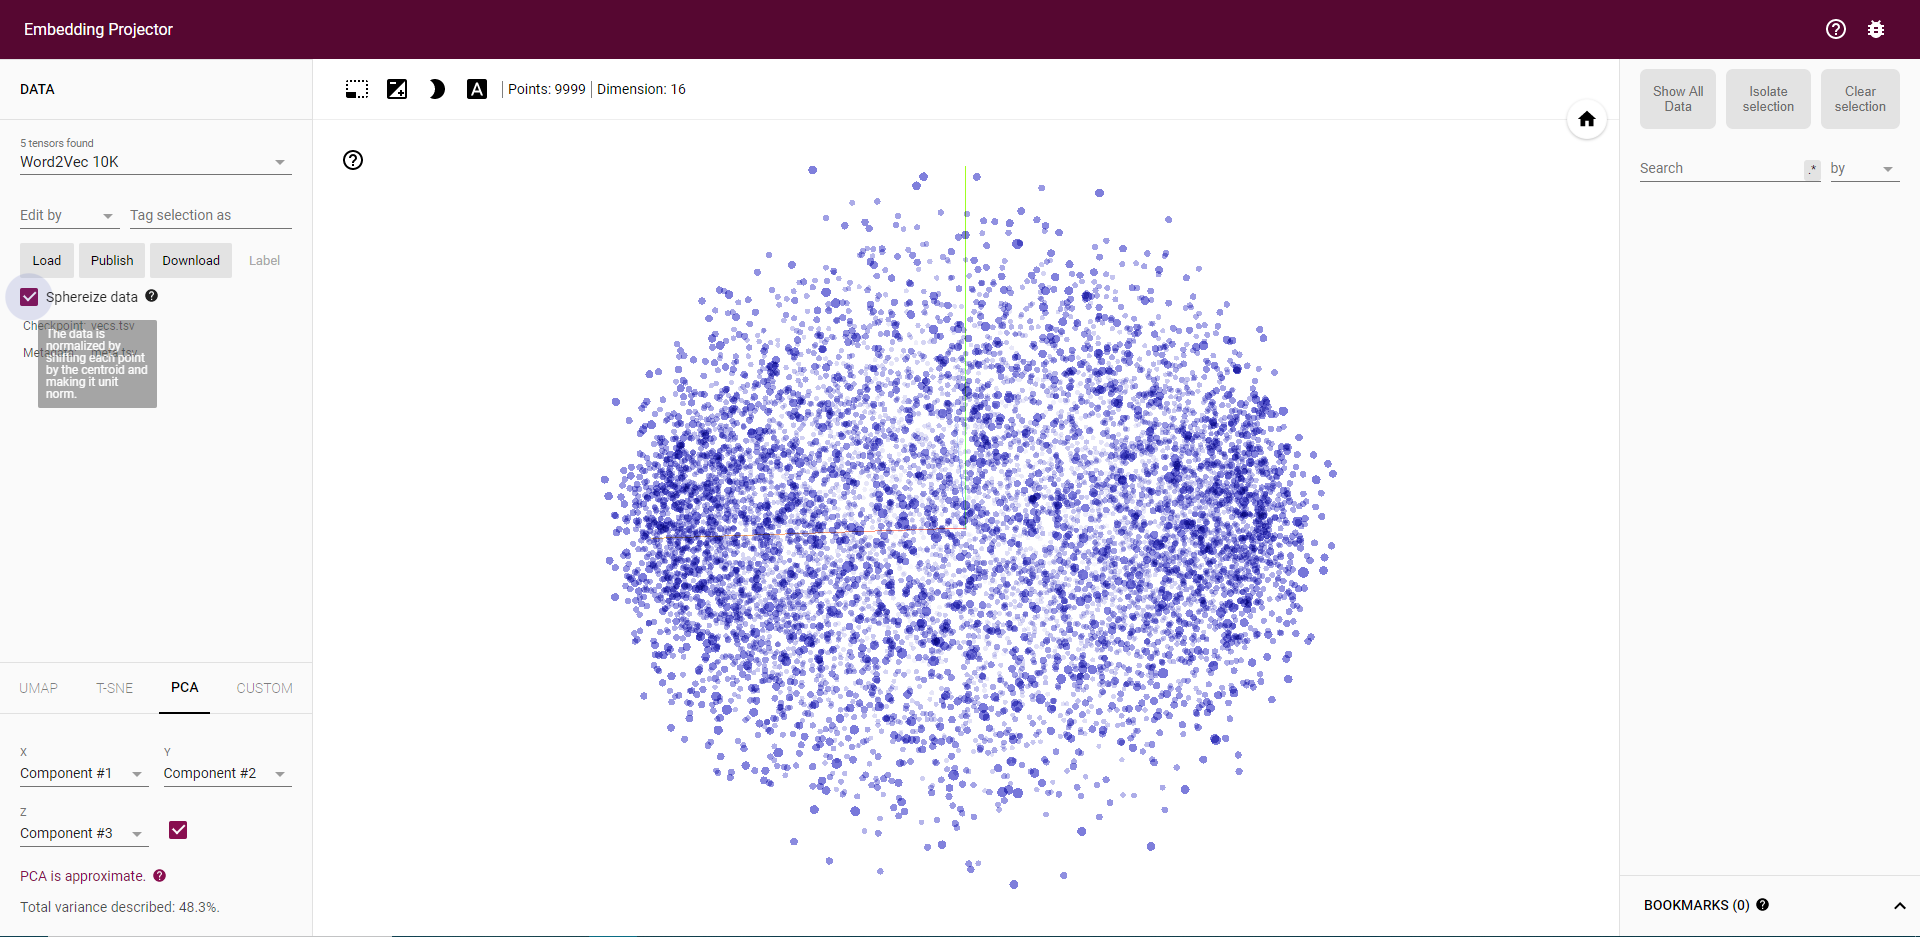 Embedding Projector
DATA
Points: 9999
Dimension: 16
5 tensors found
Word2Vec 10K
Edit by
Tag selection as
Load
Publish
Download
Label
Sphereize data
Checkpoint: vecs.tsv
Metadata: meta.tsv
The data is
normalized by
shifting each point
by the centroid and
making it unit
norm.
UMAP
T-SNE
PCA
CUSTOM
X
Component #1
Y
Component #2
Z
Component #3
PCA is approximate.
Total variance described: 48.3%.
Show All
Data
Isolate
selection
Clear
selection
Search
.*
by
BOOKMARKS (0)